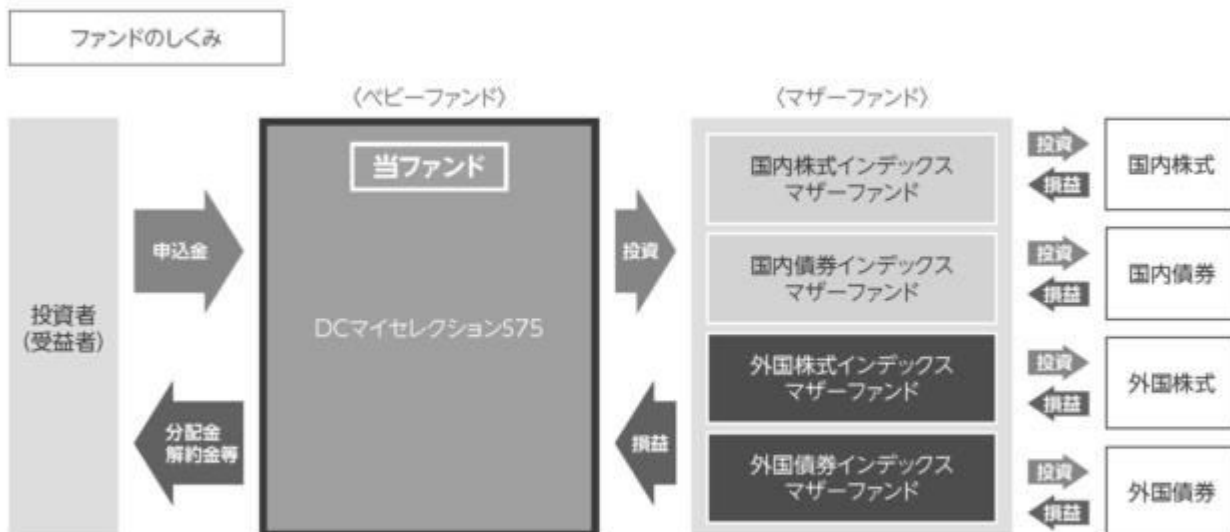 ファンドのしくみ
〈ベビーファンド〉
〈マザーファンド〉
投資者
(受益者)
申込金
分配金
解約金等
当ファンド
DCマイセレクションS75
投資
損益
国内株式インデックス
マザーファンド
国内債券インデックス
マザーファンド
外国株式インデックス
マザーファンド
外国債券インデックス
マザーファンド
投資
損益
国内株式
投資
損益
国内債券
投資
損益
外国株式
投資
損益
外国債券